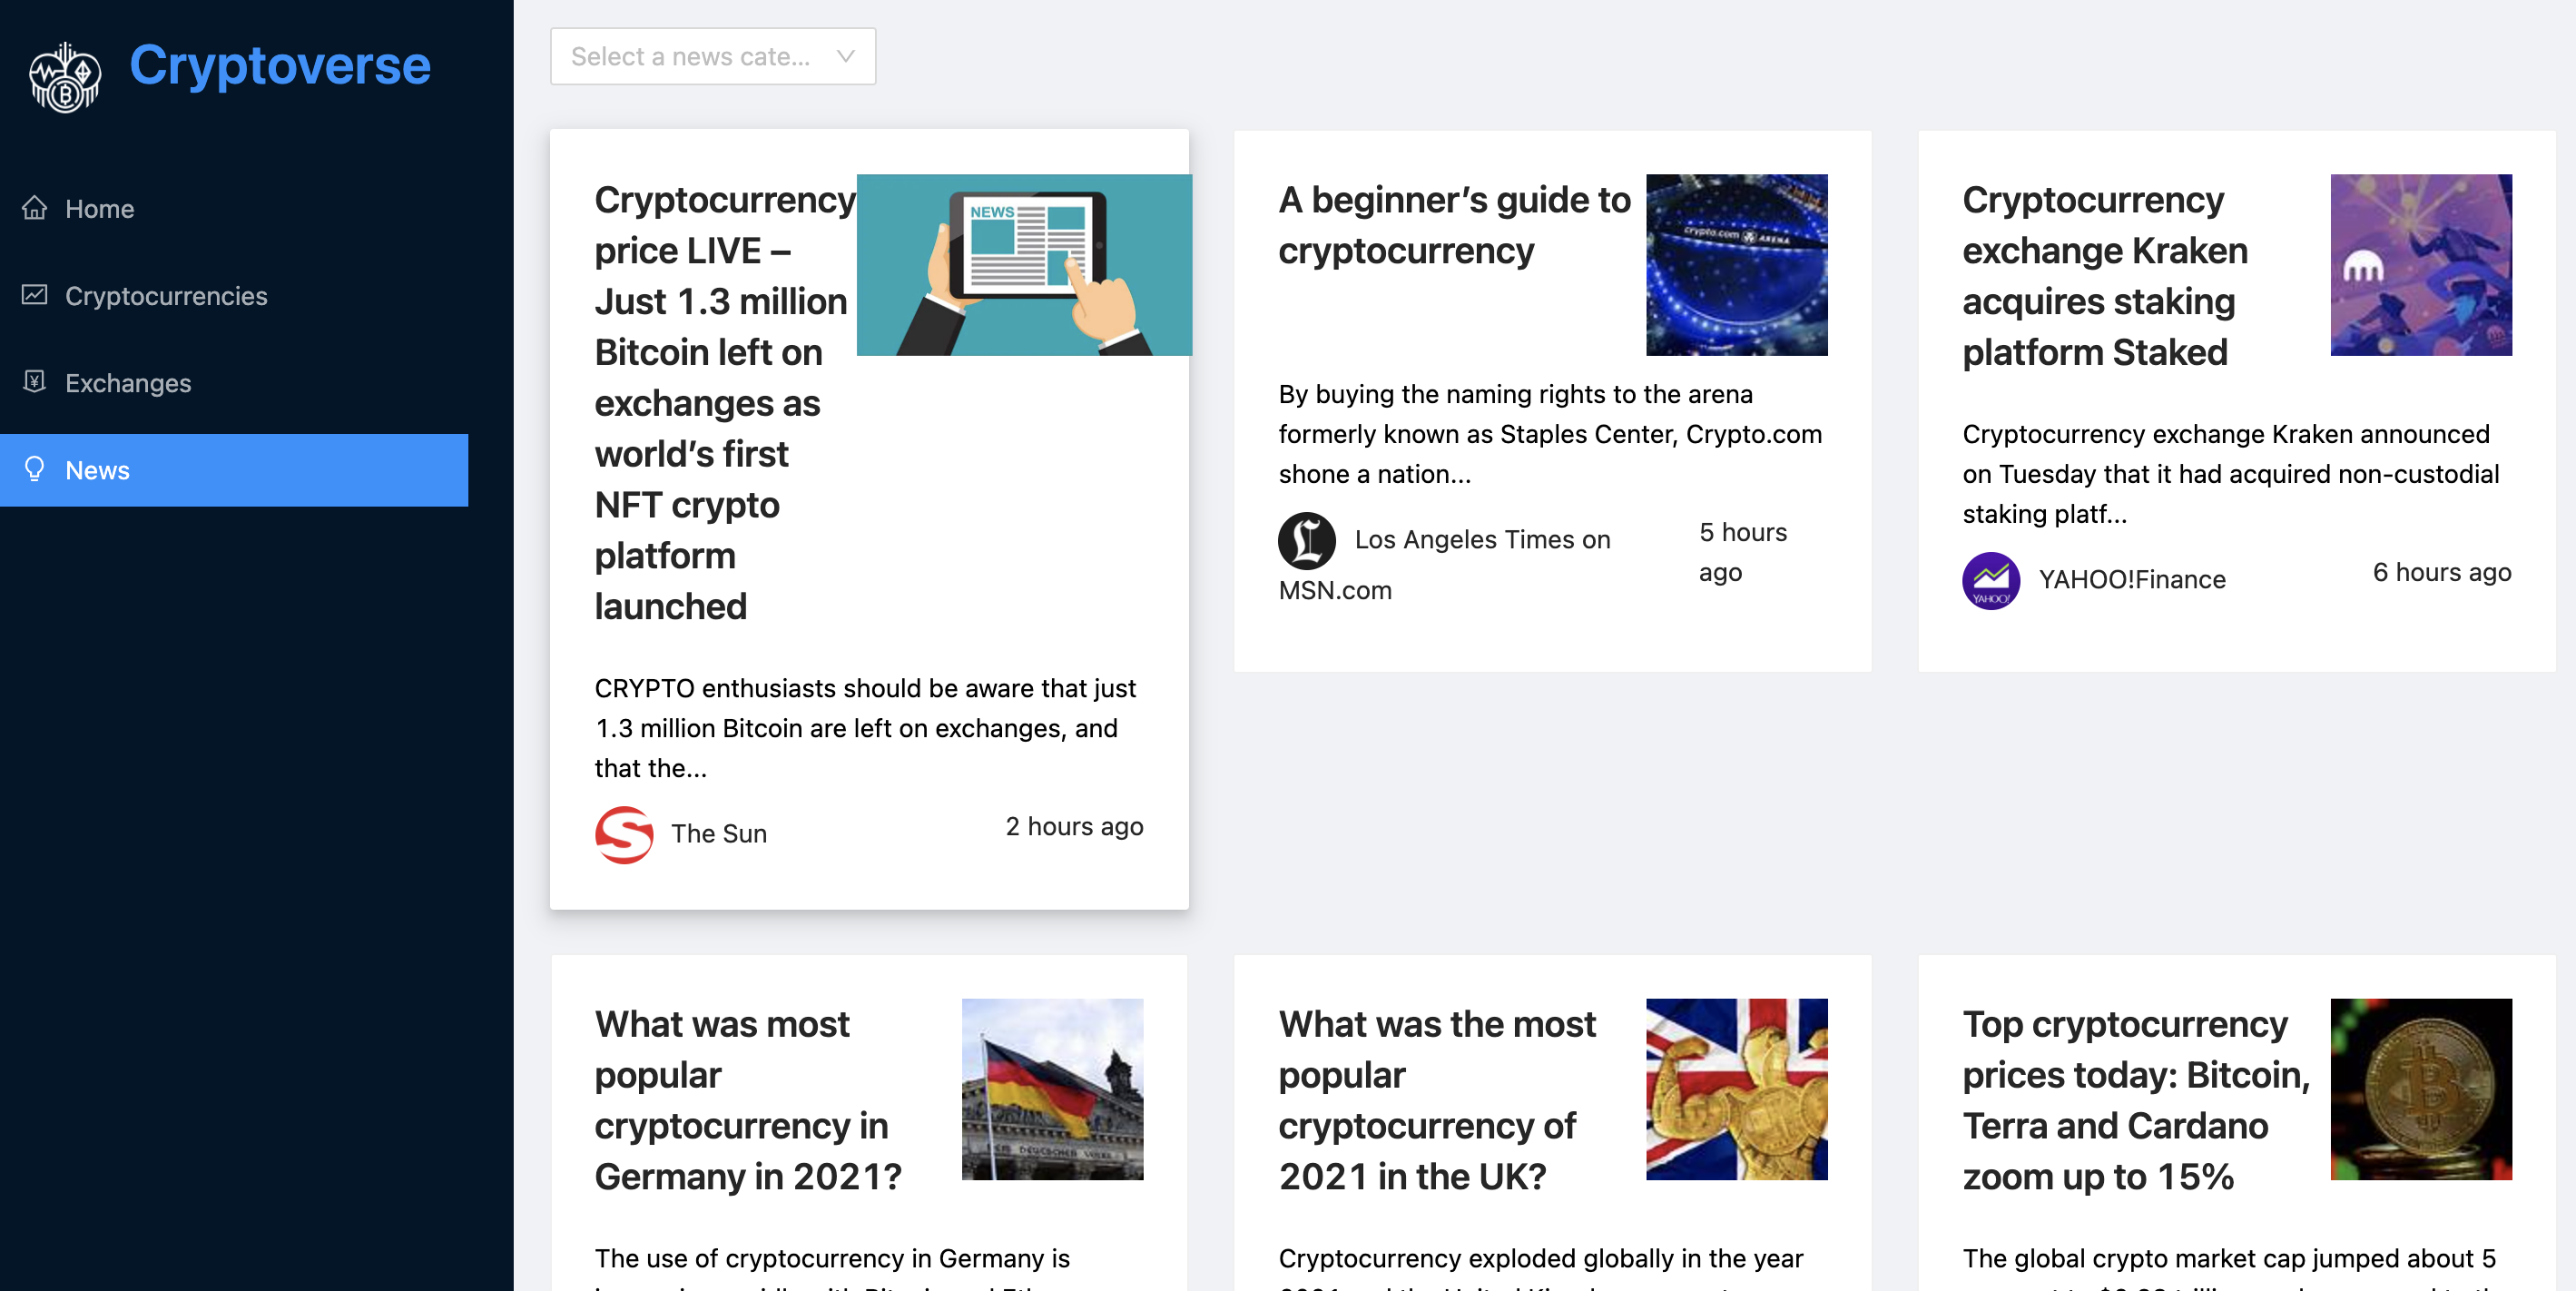 Cryptoverse
Home
Cryptocurrencies
Exchanges
News
Select a news cate...
Cryptocurrency
price LIVE –
Just 1.3 million
Bitcoin left on
exchanges as
world’s first
NFT crypto
platform
launched
NEWS
CRYPTO enthusiasts should be aware that just
1.3 million Bitcoin are left on exchanges, and
that the...
The Sun
2 hours ago
A beginner’s guide to
cryptocurrency
crypto.com ARENA
By buying the naming rights to the arena
formerly known as Staples Center, Crypto.com
shone a nation...
Los Angeles Times on
MSN.com
5 hours
ago
Cryptocurrency
exchange Kraken
acquires staking
platform Staked
Cryptocurrency exchange Kraken announced
on Tuesday that it had acquired non-custodial
staking platf...
YAHOO!
YAHOO!Finance
6 hours ago
What was most
popular
cryptocurrency in
Germany in 2021?
DEM DEUTSCHEN VOLKE
The use of cryptocurrency in Germany is
What was the most
popular
cryptocurrency of
2021 in the UK?
Cryptocurrency exploded globally in the year
Top cryptocurrency
prices today: Bitcoin,
Terra and Cardano
zoom up to 15%
The global crypto market cap jumped about 5